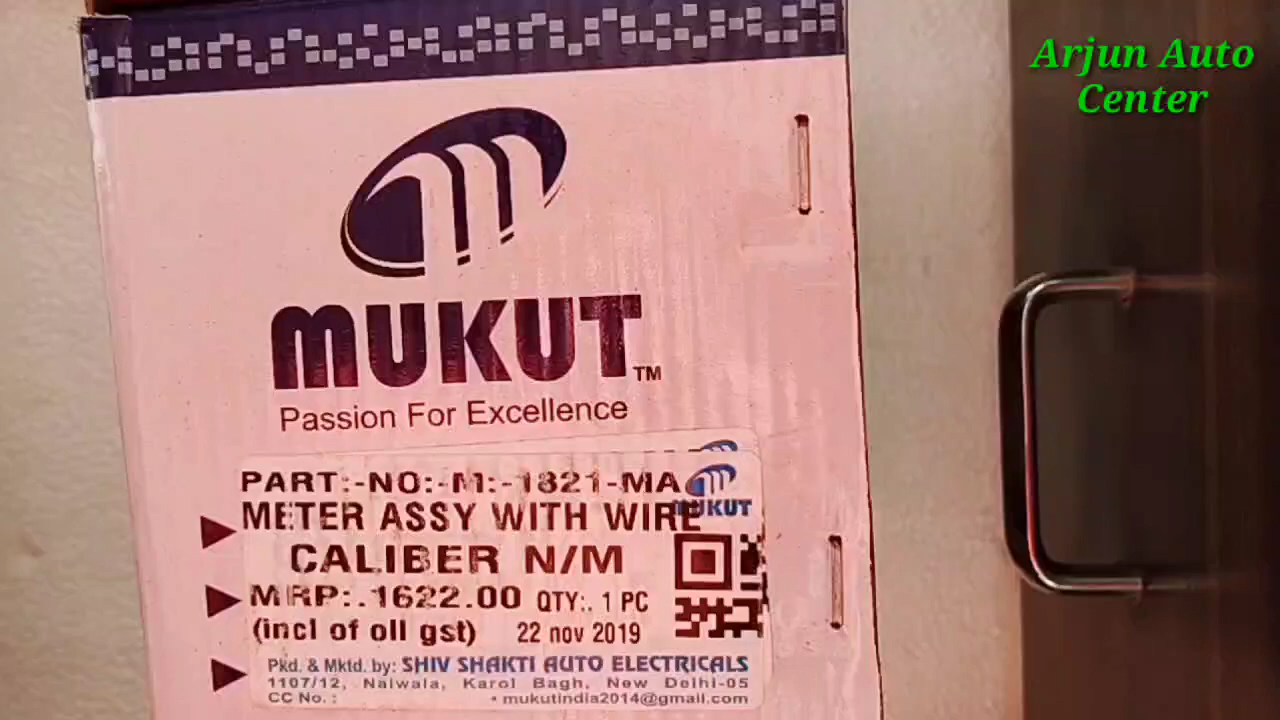 Arjun Auto
Center
MUKUT TM
Passion For Excellence
PART:-NO:-M:-1821-MA
MUKUT
METER ASSY WITH WIRE
CALIBER N/M
MRP:.1622.00 QTY:. 1 PC
(incl of oll gst) 22 nov 2019
Pkd. & Mktd. by: SHIV SHAKTI AUTO ELECTRICALS
1107/12, Naiwala, Karol Bagh, New Delhi-05
CC No. : • mukutindia2014@gmail.com